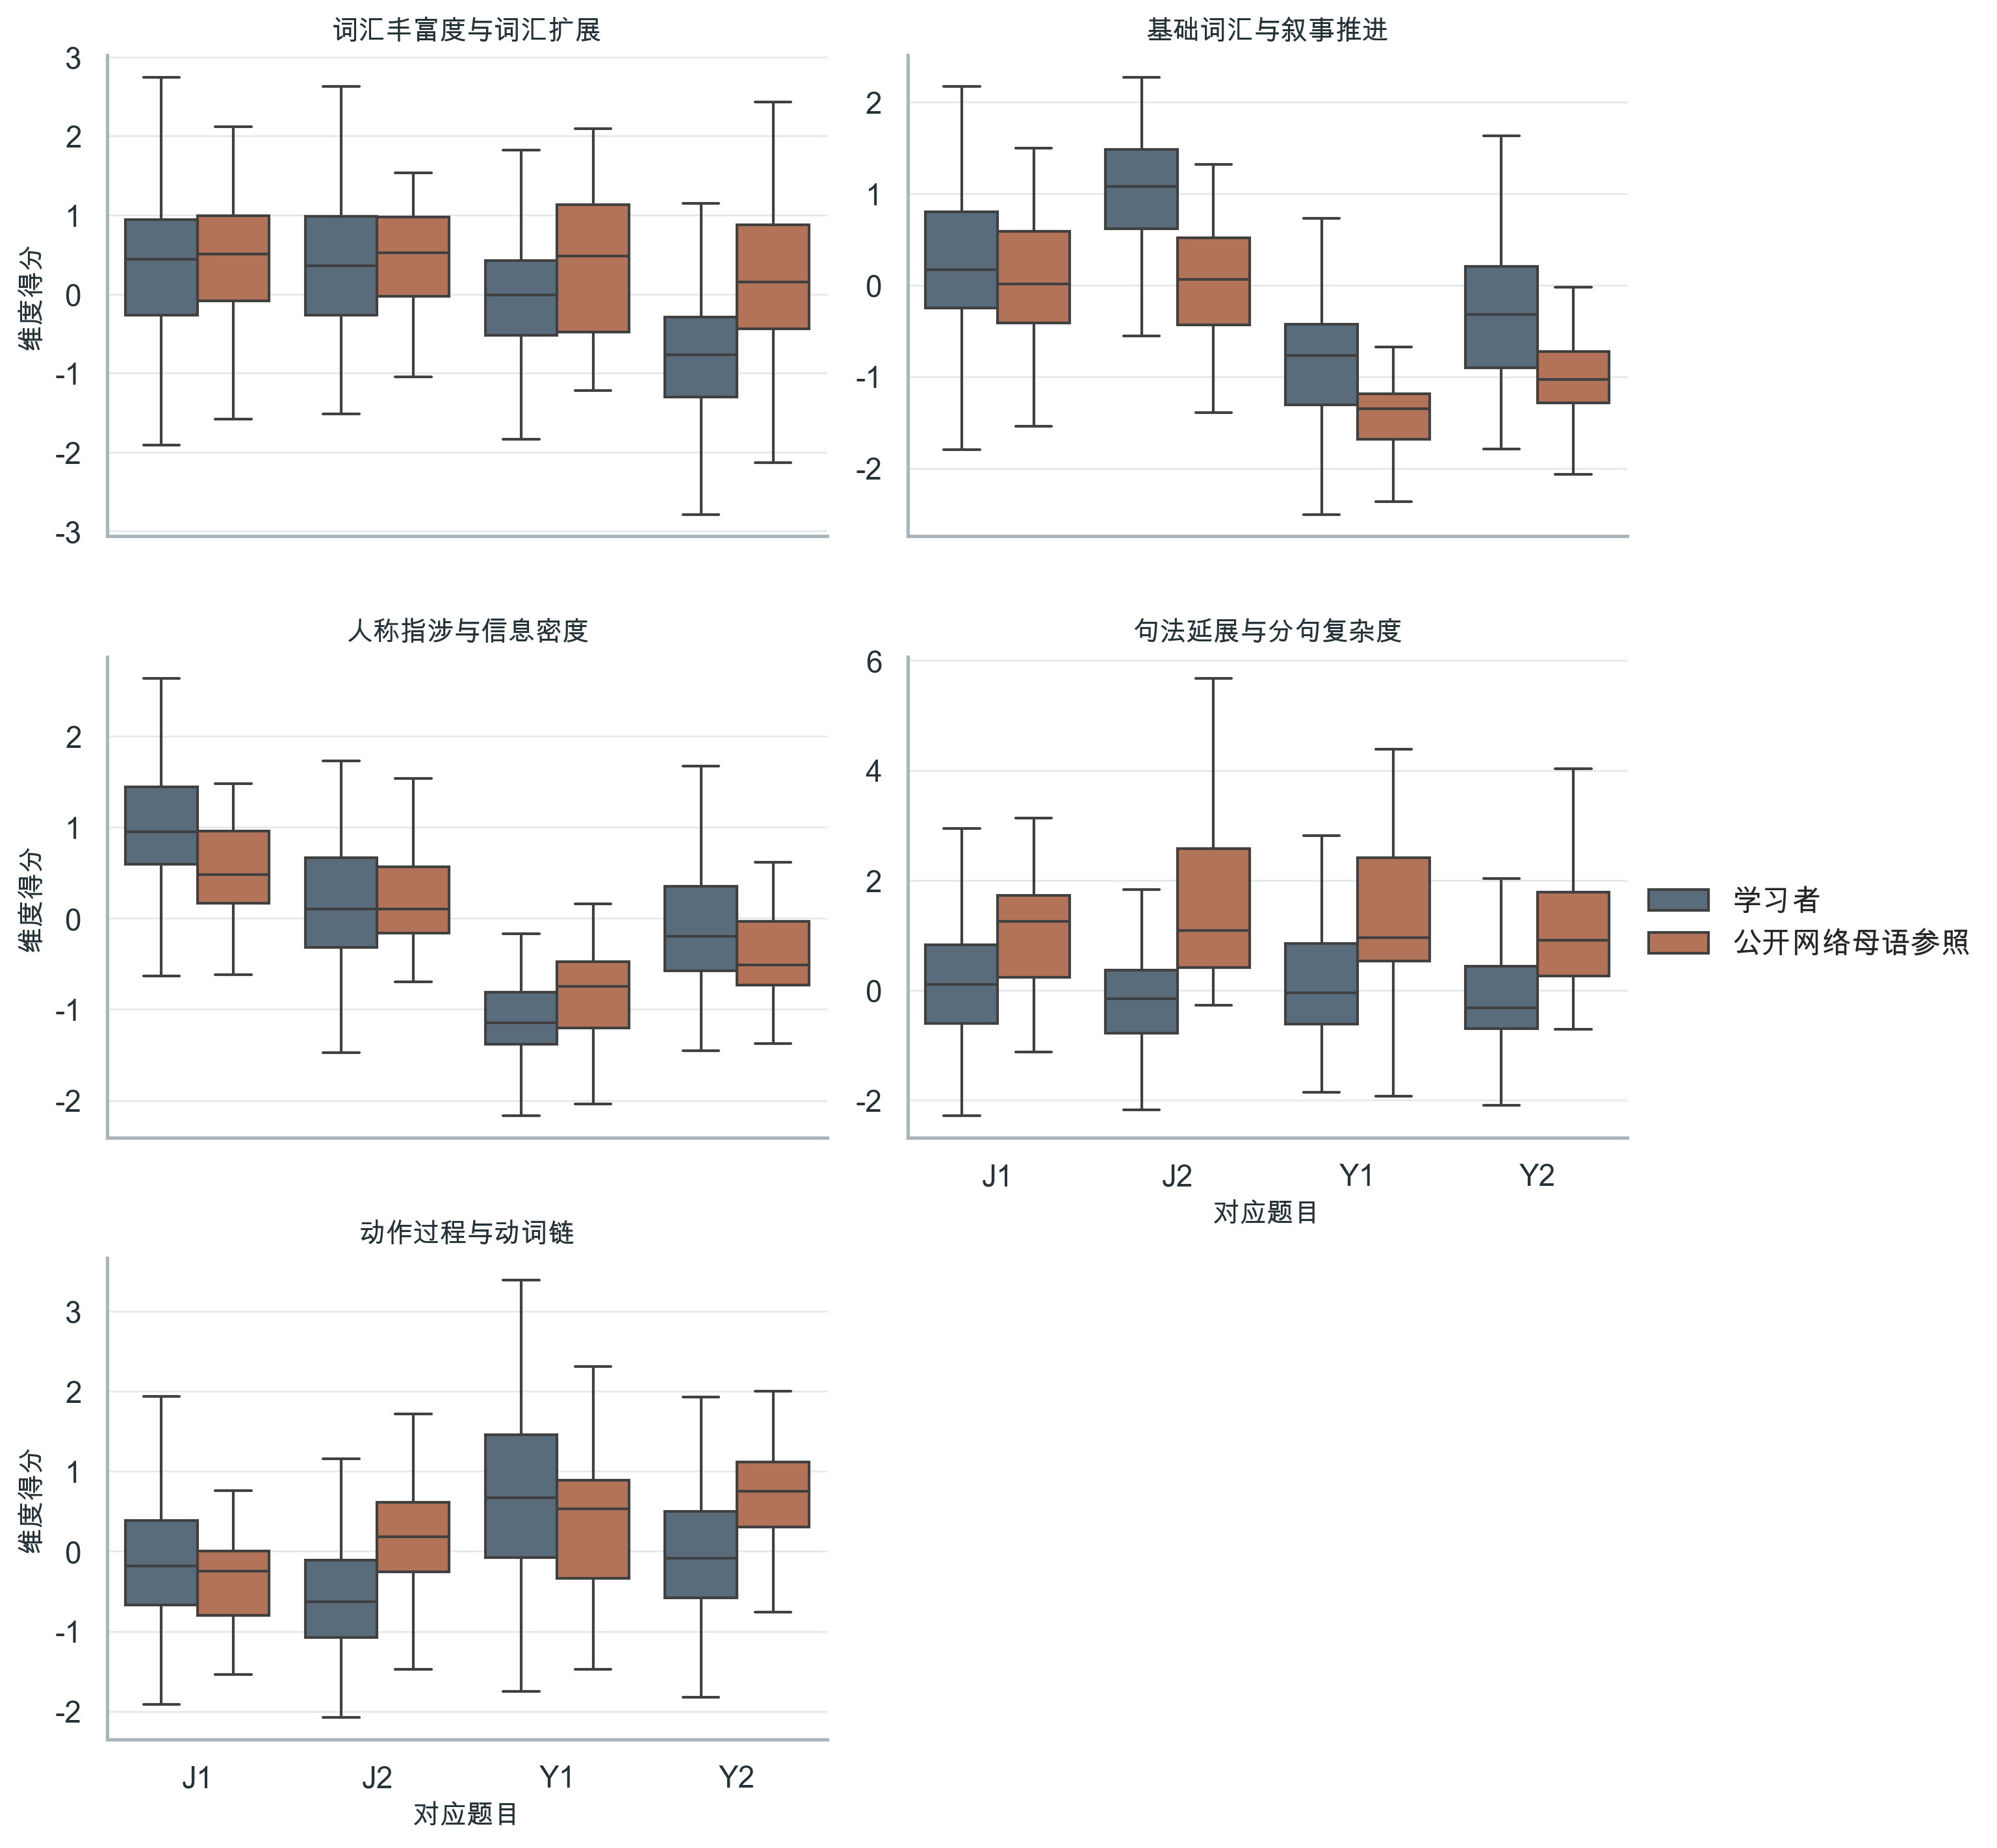 词汇丰富度与词汇扩展
3
2
1
0
-1
-2
-3
维度得分
基础词汇与叙事推进
2
1
0
-1
-2
人称指涉与信息密度
2
1
0
-1
-2
维度得分
句法延展与分句复杂度
6
4
2
0
-2
J1 J2 Y1 Y2
对应题目
学习者
公开网络母语参照
动作过程与动词链
3
2
1
0
-1
-2
维度得分
J1 J2 Y1 Y2
对应题目